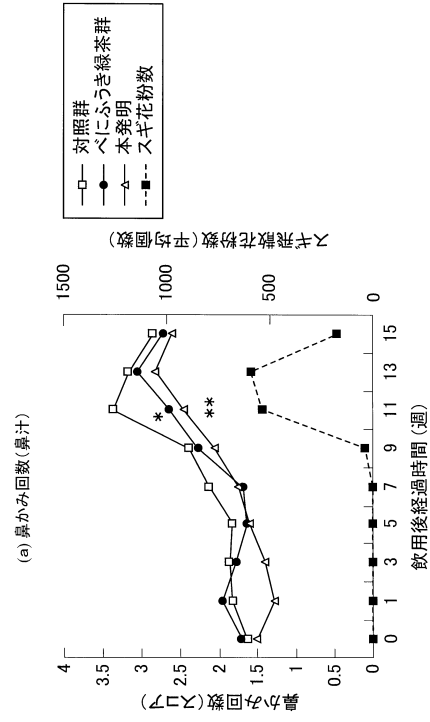 (a) 鼻かみ回数(鼻汁)
対照群
べにふうき緑茶群
本発明
スギ花粉数
鼻かみ回数(スコア)
4
3.5
3
2.5
2
1.5
1
0.5
0
スギ飛散花粉数(平均個数)
1500
1000
500
0
*
**
0 1 3 5 7 9 11 13 15
飲用後経過時間(週)